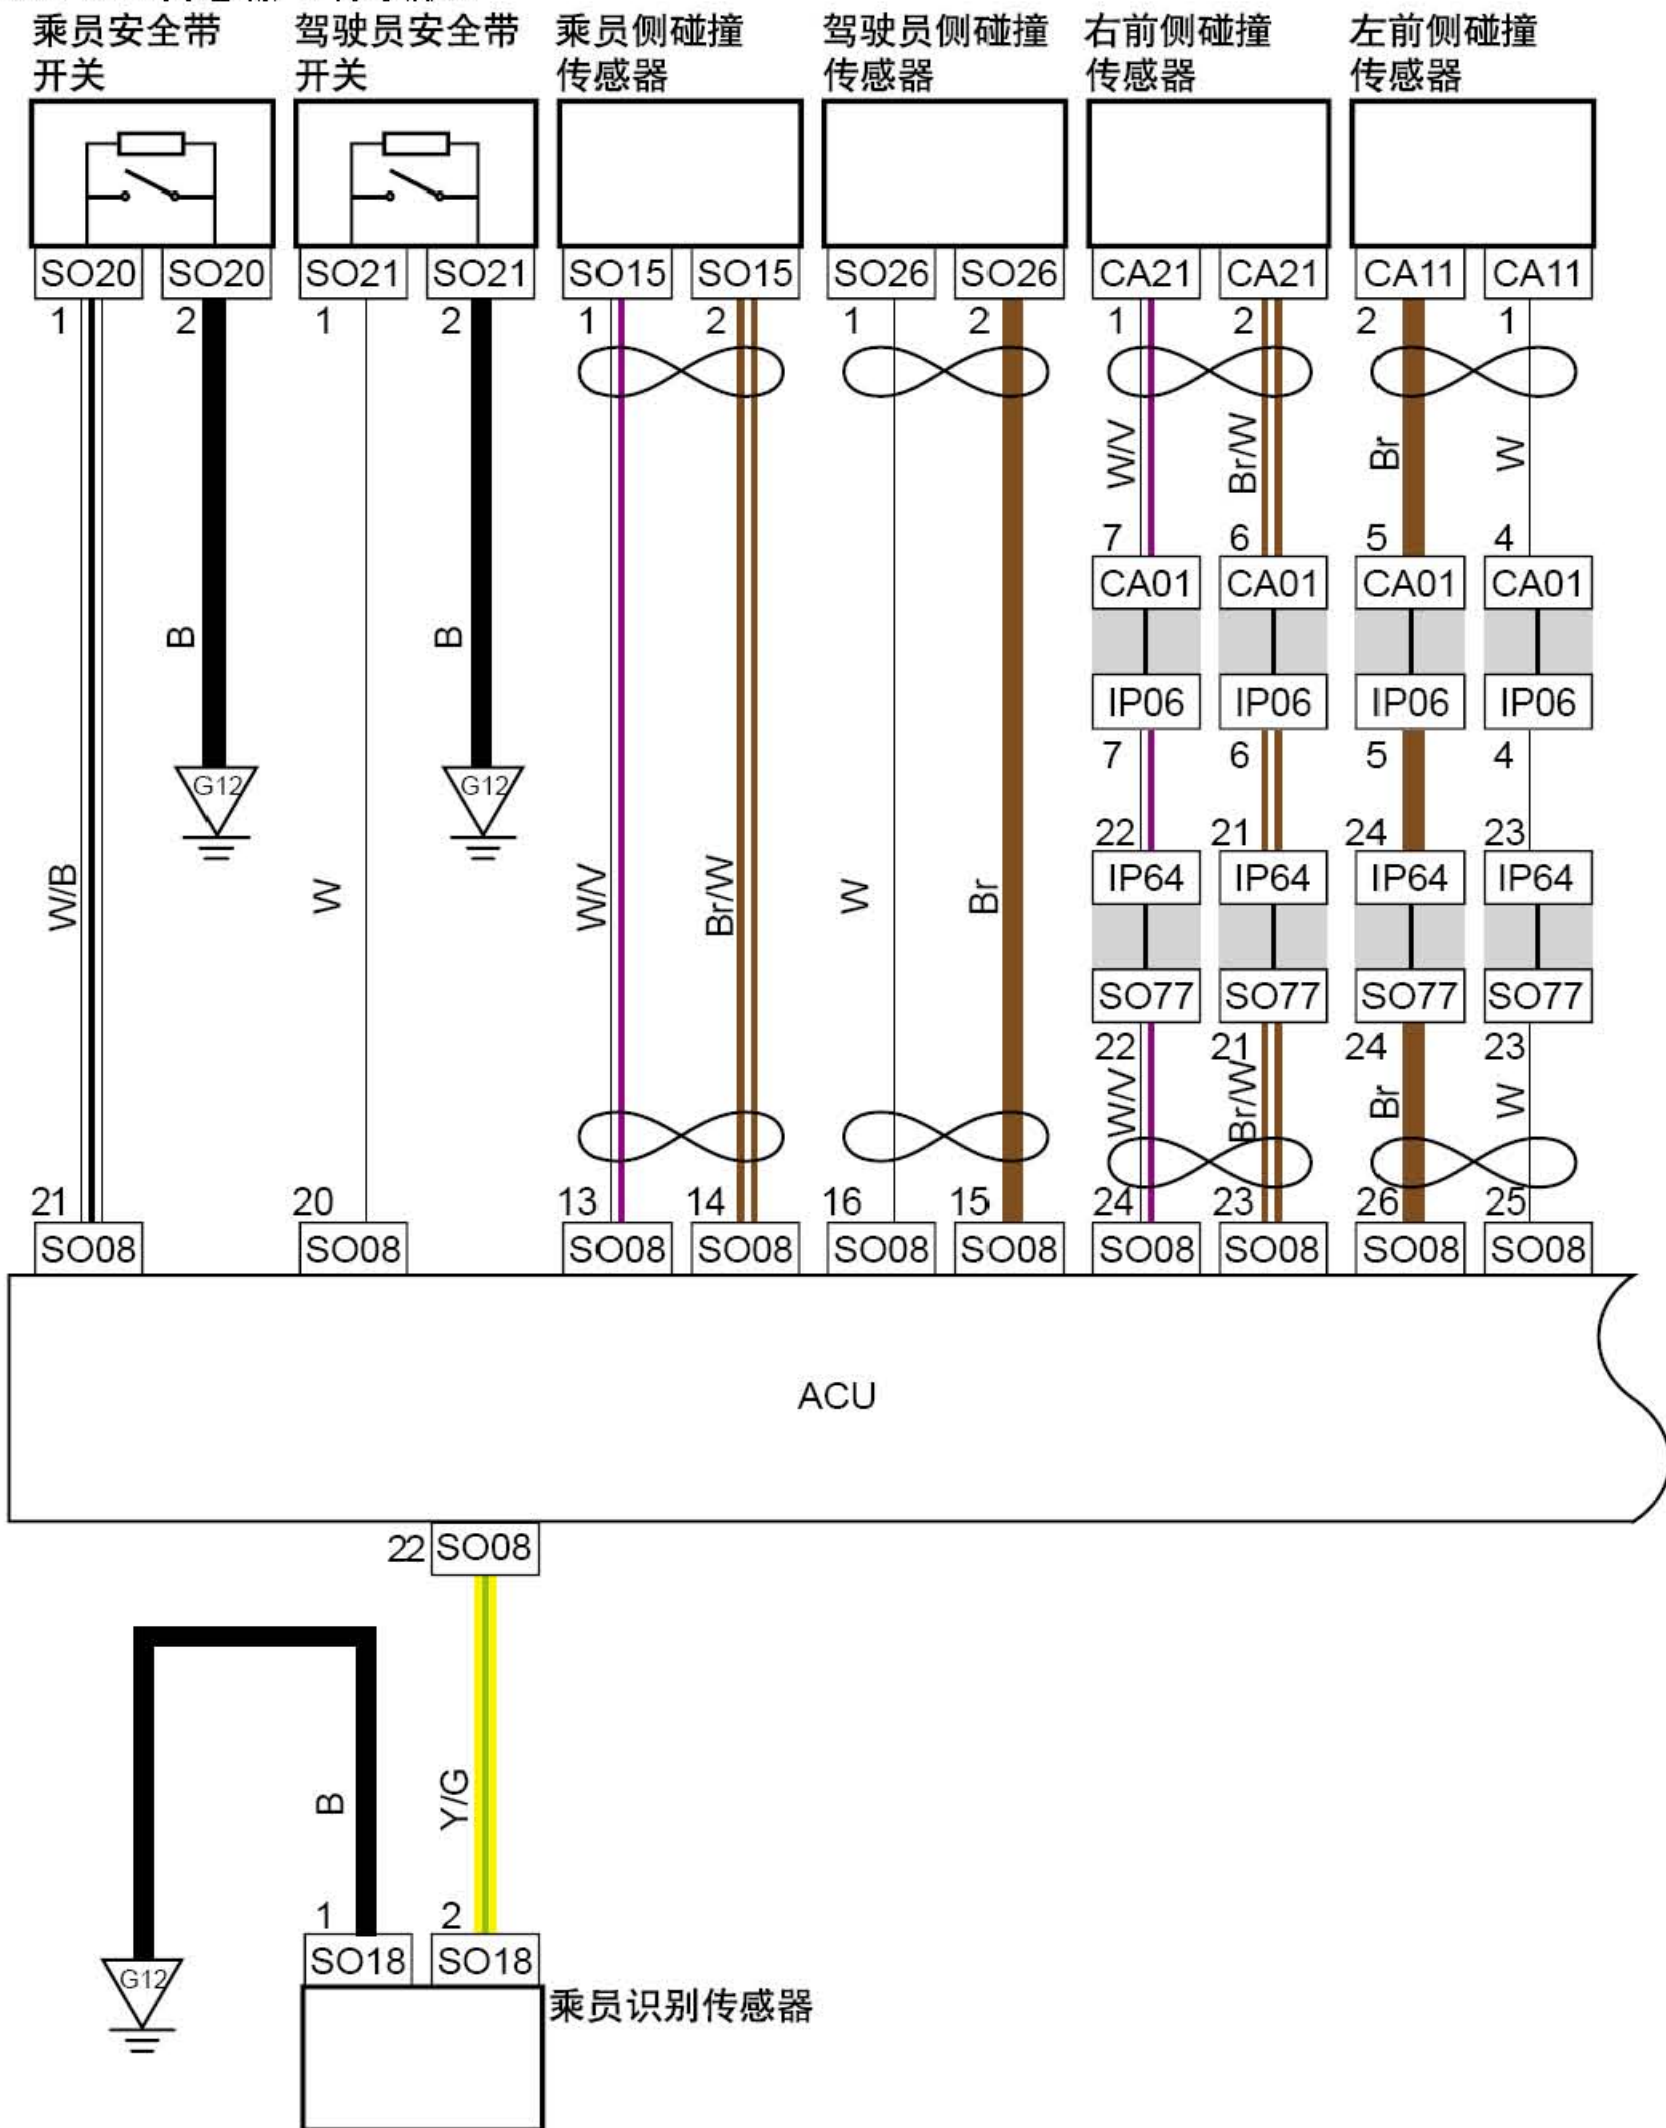 乘员安全带 驾驶员安全带 乘员侧碰撞 驾驶员侧碰撞 右前侧碰撞 左前侧碰撞
开关 开关 传感器 传感器 传感器 传感器
SO20 SO20 SO21 SO21 SO15 SO15 SO26 SO26 CA21 CA21 CA11 CA11
1 2 1 2 1 2 1 2 1 2 2 1
W/V Br/W Br W
7 6 5 4
CA01 CA01 CA01 CA01
B B
IP06 IP06 IP06 IP06
7 6 5 4
G12 G12
22 21 24 23
IP64 IP64 IP64 IP64
W/B W W/V Br/W W Br
SO77 SO77 SO77 SO77
22 21 24 23
W/V Br/W Br W
21 20 13 14 16 15 24 23 26 25
SO08 SO08 SO08 SO08 SO08 SO08 SO08 SO08 SO08 SO08
ACU
22 SO08
B Y/G
1 2
SO18 SO18
G12
乘员识别传感器